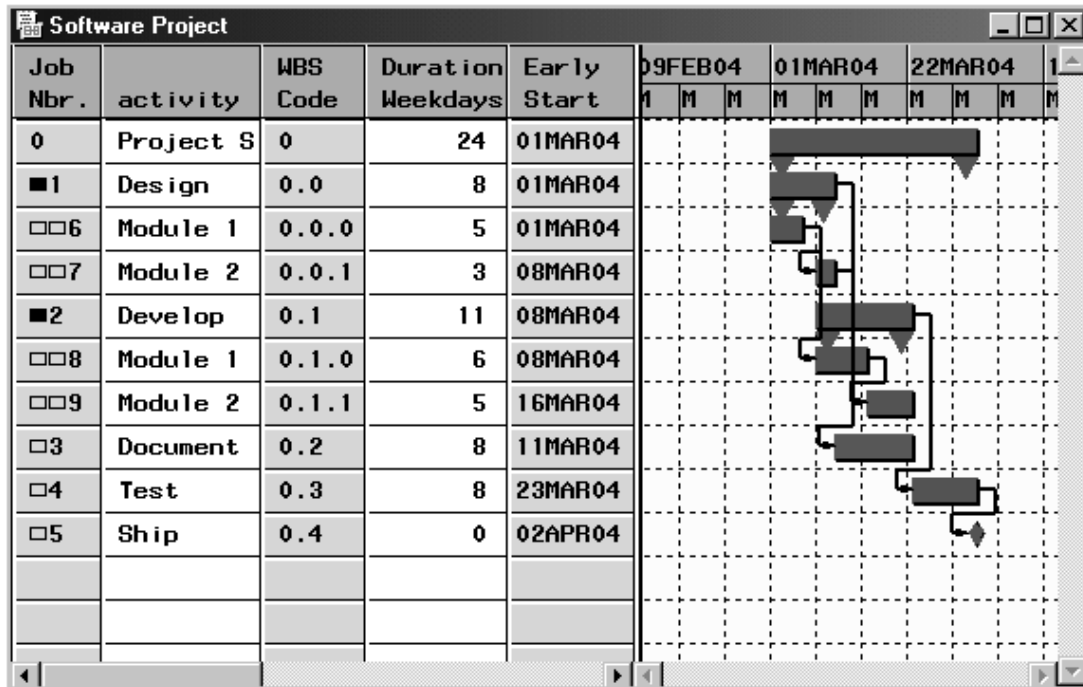 Software Project
Job Nbr. activity WBS Code Duration Weekdays Early Start
09FEB04 01MAR04 22MAR04 1
M M M M M M M M M M
0 Project S 0 24 01MAR04
1 Design 0.0 8 01MAR04
6 Module 1 0.0.0 5 01MAR04
7 Module 2 0.0.1 3 08MAR04
2 Develop 0.1 11 08MAR04
8 Module 1 0.1.0 6 08MAR04
9 Module 2 0.1.1 5 16MAR04
3 Document 0.2 8 11MAR04
4 Test 0.3 8 23MAR04
5 Ship 0.4 0 02APR04